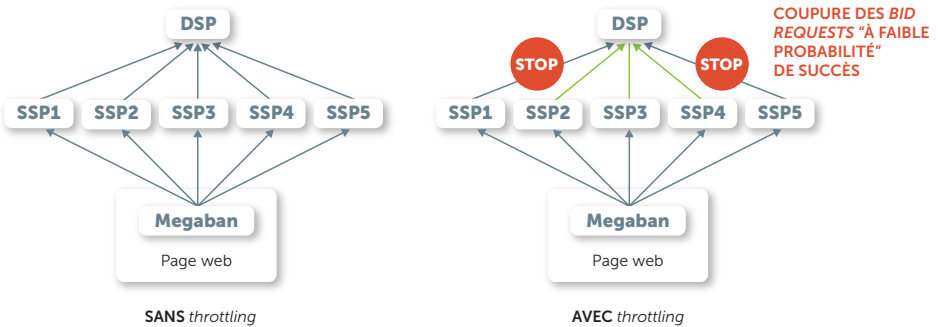 DSP
SSP1 SSP2 SSP3 SSP4 SSP5
Megaban
Page web
SANS throttling
DSP
COUPURE DES BID
REQUESTS “À FAIBLE
PROBABILITÉ”
DE SUCCÈS
STOP STOP
SSP1 SSP2 SSP3 SSP4 SSP5
Megaban
Page web
AVEC throttling